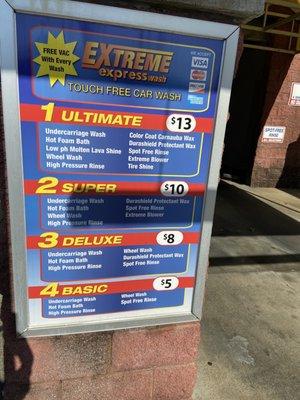 FREE VAC
with Every
Wash
EXTREME
express wash
WE ACCEPT
VISA
TOUCH FREE CAR WASH
1 ULTIMATE $13
Undercarriage Wash
Hot Foam Bath
Low ph Molten Lava Shine
Wheel Wash
High Pressure Rinse
Color Coat Carnauba Wax
Durashield Protectant Wax
Spot Free Rinse
Extreme Blower
Tire Shine
2 SUPER $10
Undercarriage Wash
Hot Foam Bath
Wheel Wash
High Pressure Rinse
Durashield Protectant Wax
Spot Free Rinse
Extreme Blower
3 DELUXE $8
Undercarriage Wash
Hot Foam Bath
High Pressure Rinse
Wheel Wash
Durashield Protectant Wax
Spot Free Rinse
4 BASIC $5
Undercarriage Wash
Hot Foam Bath
High Pressure Rinse
Wheel Wash
Spot Free Rinse
SPOT-FREE
RINSE